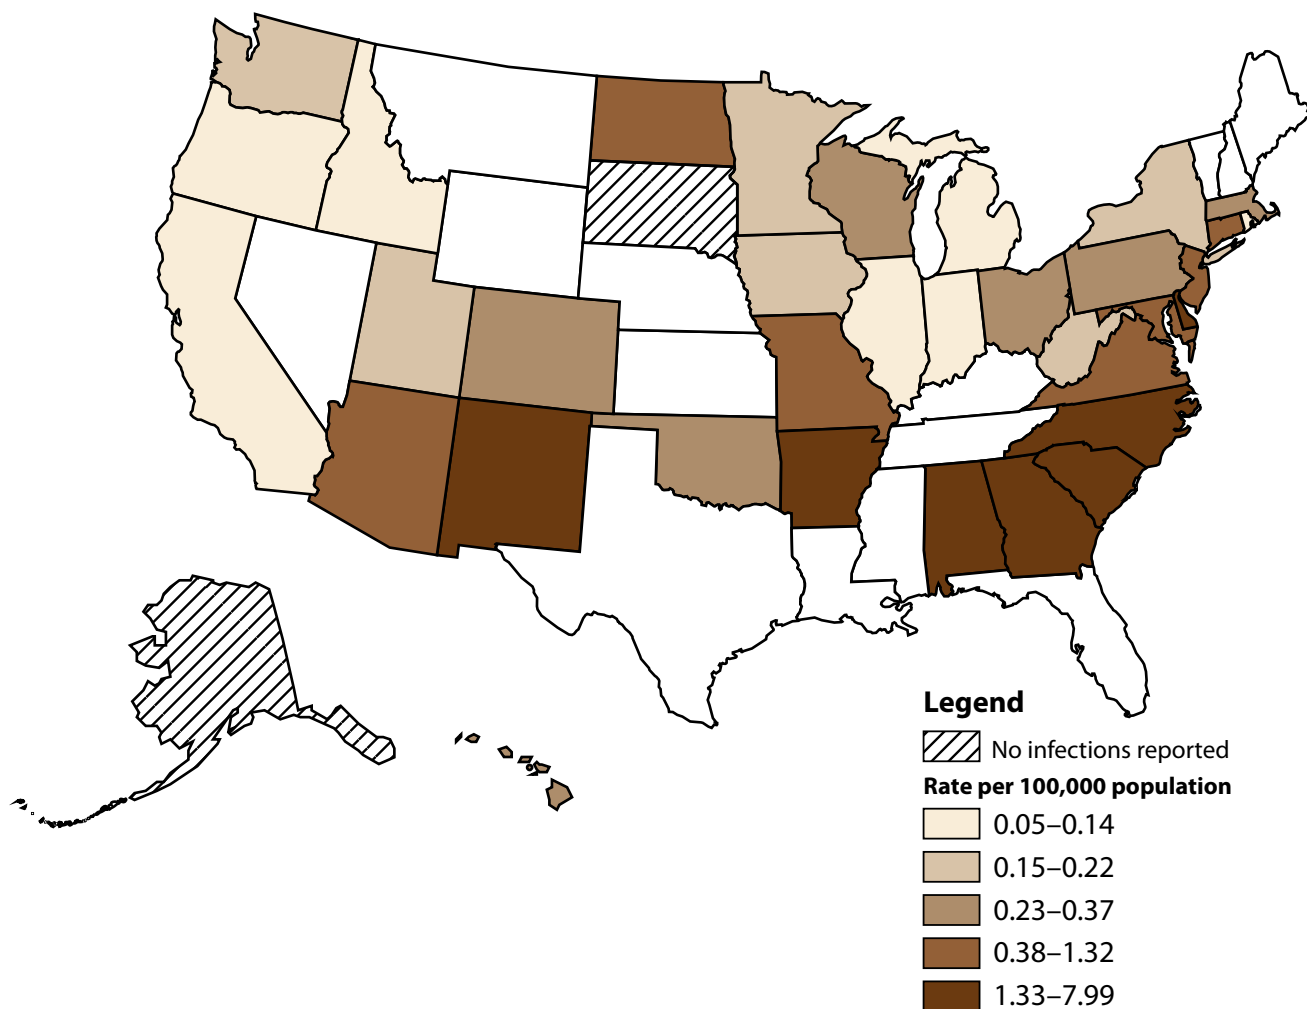 Legend
No infections reported
Rate per 100,000 population
0.05–0.14
0.15–0.22
0.23–0.37
0.38–1.32
1.33–7.99